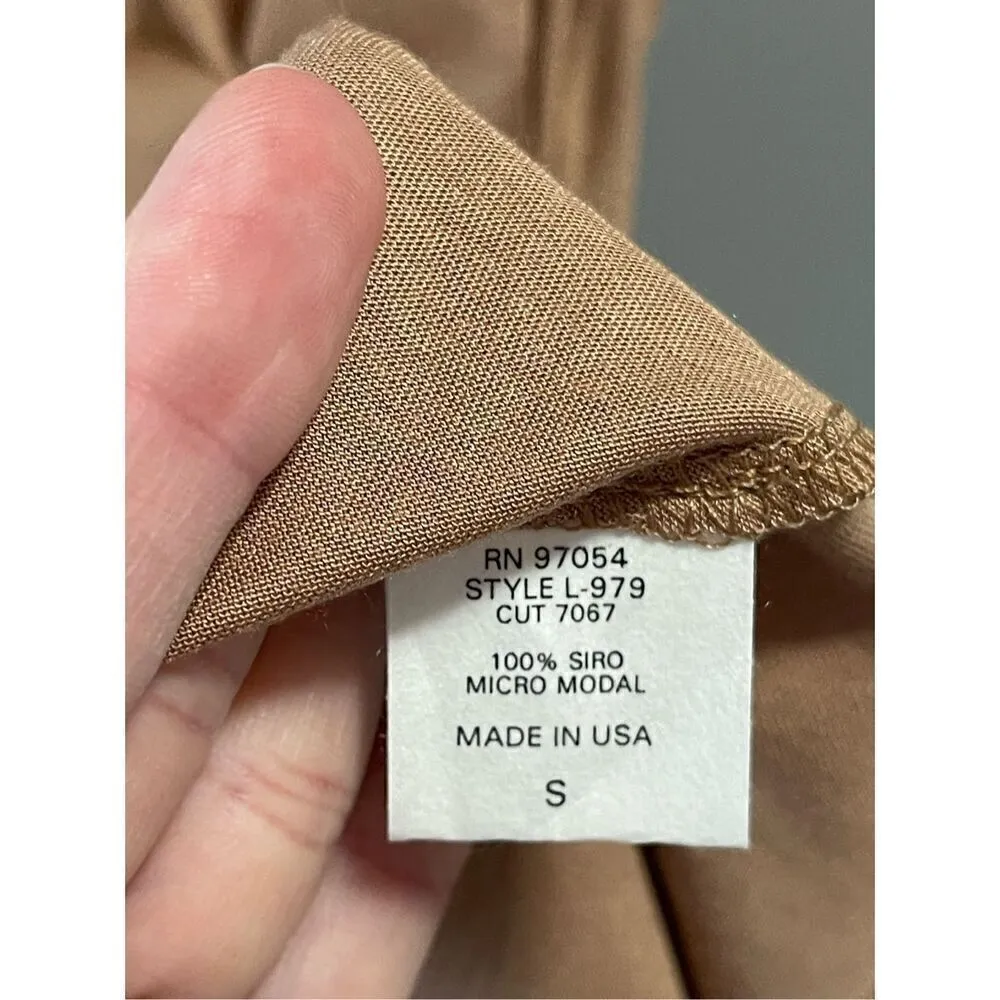 RN 97054
STYLE L-979
CUT 7067
100% SIRO
MICRO MODAL
MADE IN USA
S